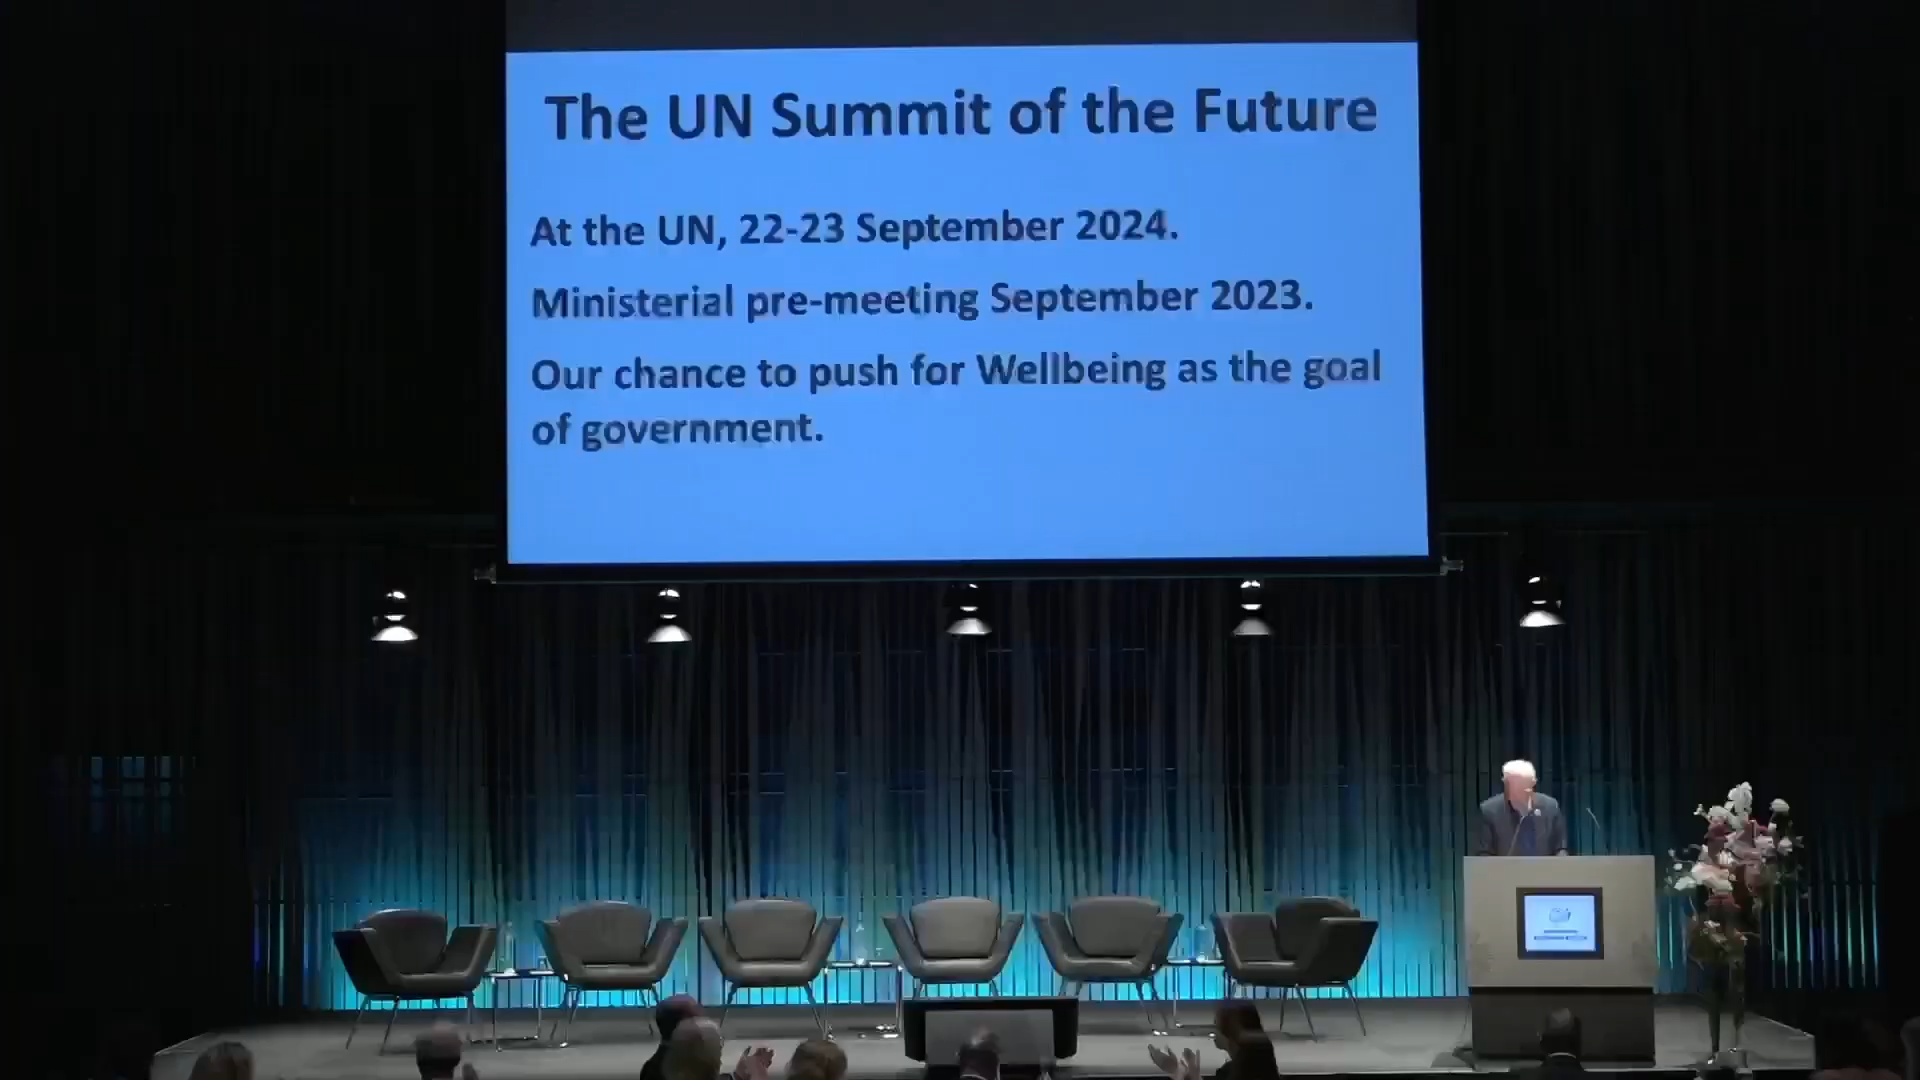 The UN Summit of the Future
At the UN, 22-23 September 2024.
Ministerial pre-meeting September 2023.
Our chance to push for Wellbeing as the goal
of government.